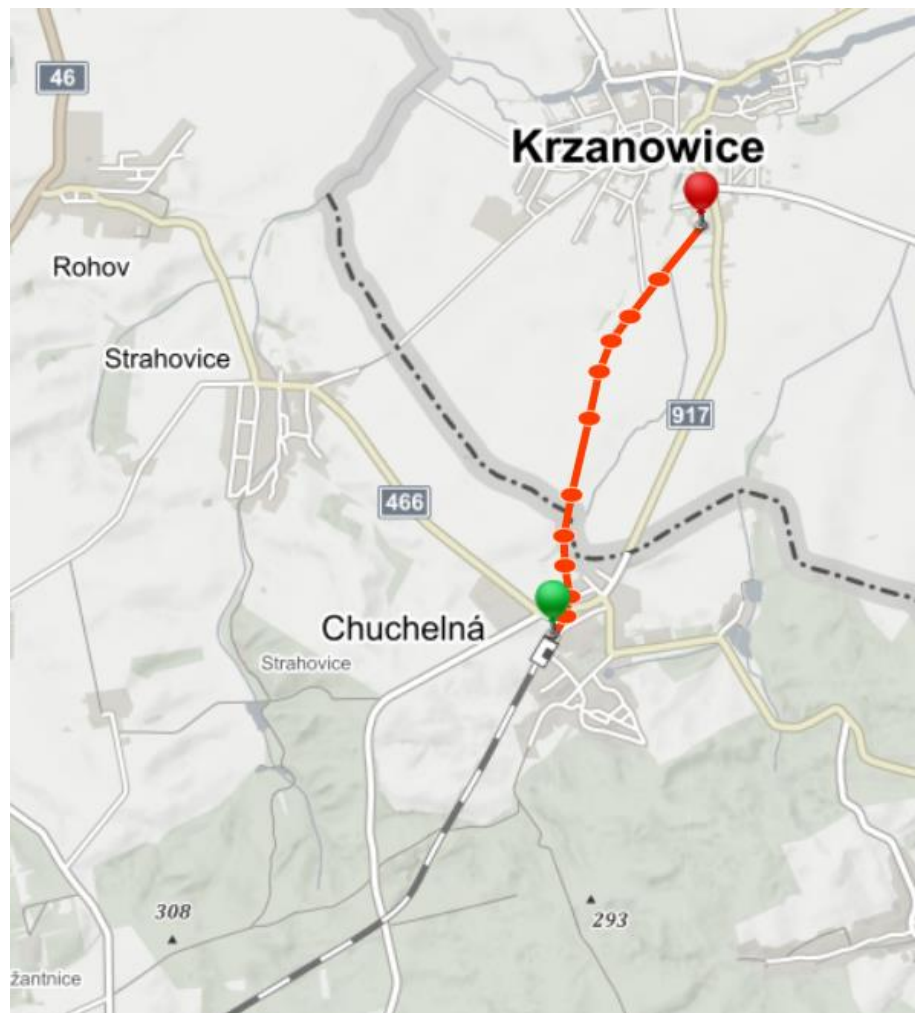 46
Krzanowice
Rohov
Strahovice
917
466
Chuchelná
Strahovice
308
293
žantnice